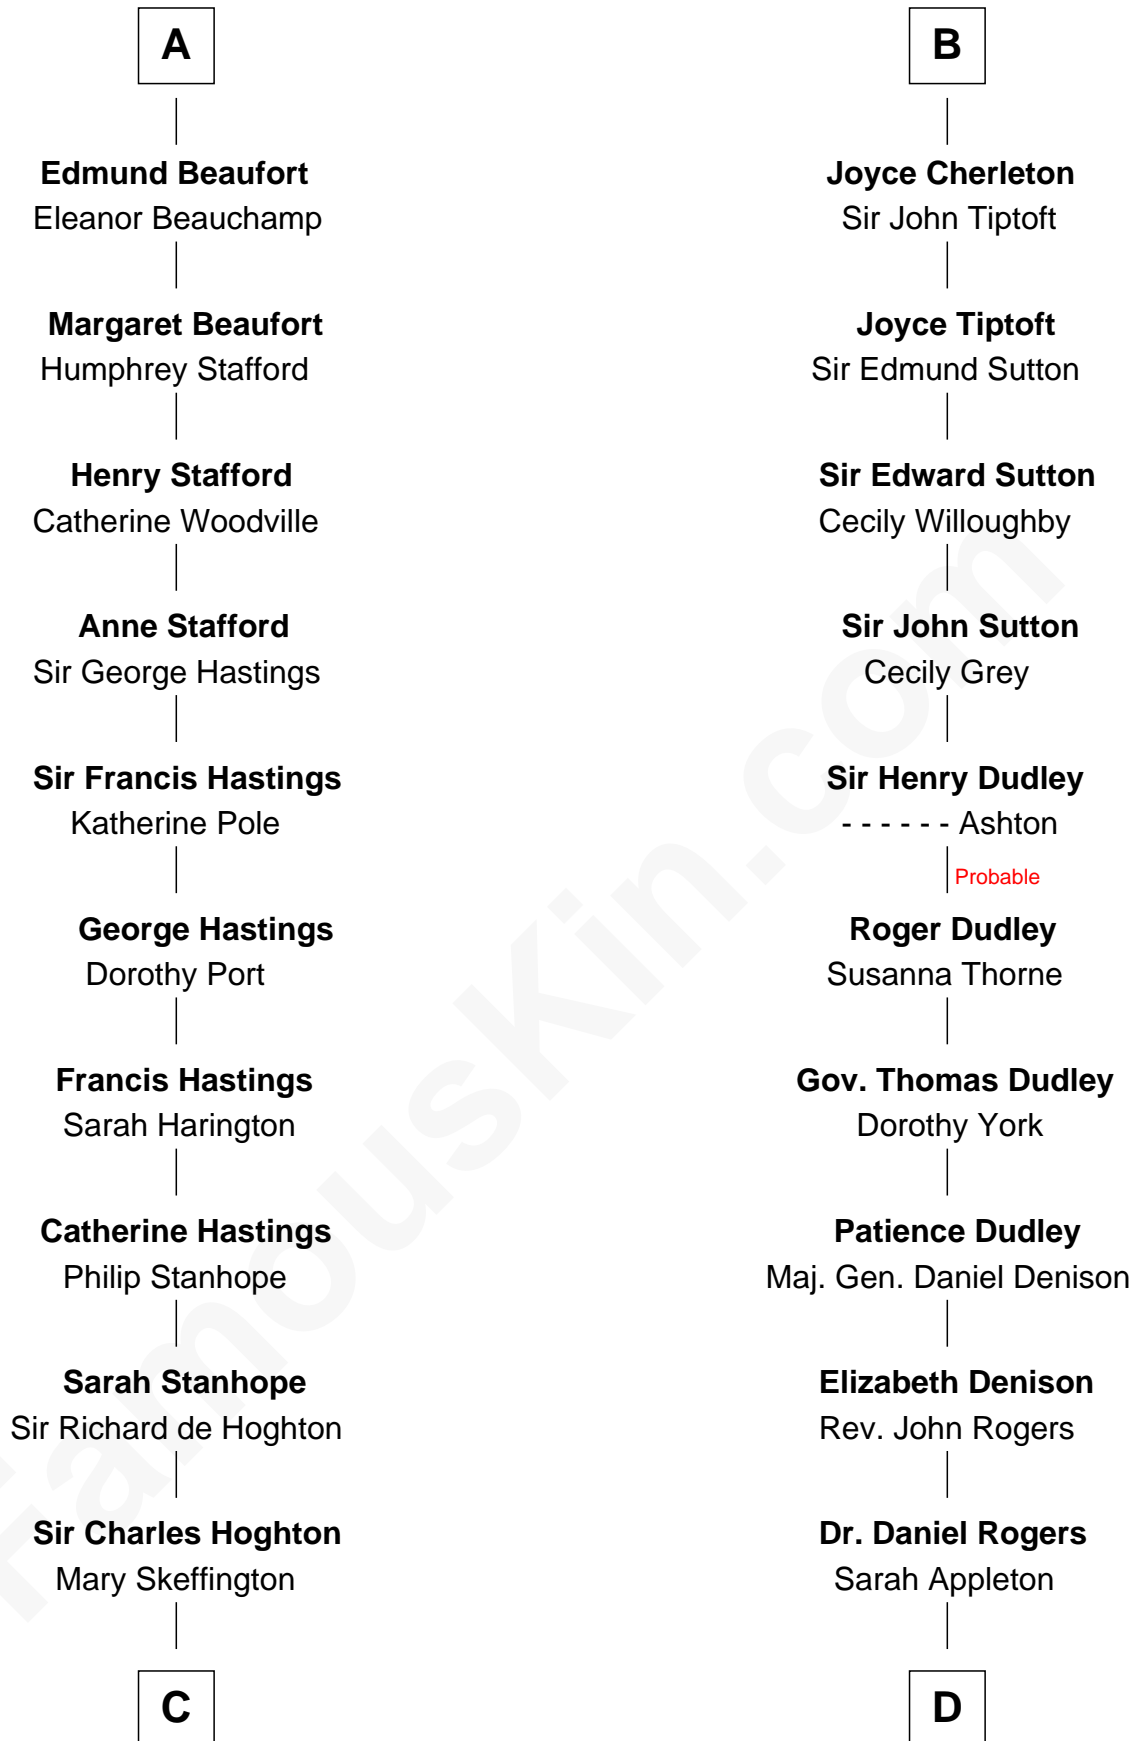 A
Edmund Beaufort
Eleanor Beauchamp
Margaret Beaufort
Humphrey Stafford
Henry Stafford
Catherine Woodville
Anne Stafford
Sir George Hastings
Sir Francis Hastings
Katherine Pole
George Hastings
Dorothy Port
Francis Hastings
Sarah Harington
Catherine Hastings
Philip Stanhope
Sarah Stanhope
Sir Richard de Hoghton
Sir Charles Hoghton
Mary Skeffington
C
B
Joyce Cherleton
Sir John Tiptoft
Joyce Tiptoft
Sir Edmund Sutton
Sir Edward Sutton
Cecily Willoughby
Sir John Sutton
Cecily Grey
Sir Henry Dudley
- - - - - - Ashton
Probable
Roger Dudley
Susanna Thorne
Gov. Thomas Dudley
Dorothy York
Patience Dudley
Maj. Gen. Daniel Denison
Elizabeth Denison
Rev. John Rogers
Dr. Daniel Rogers
Sarah Appleton
D
FamousKin.com